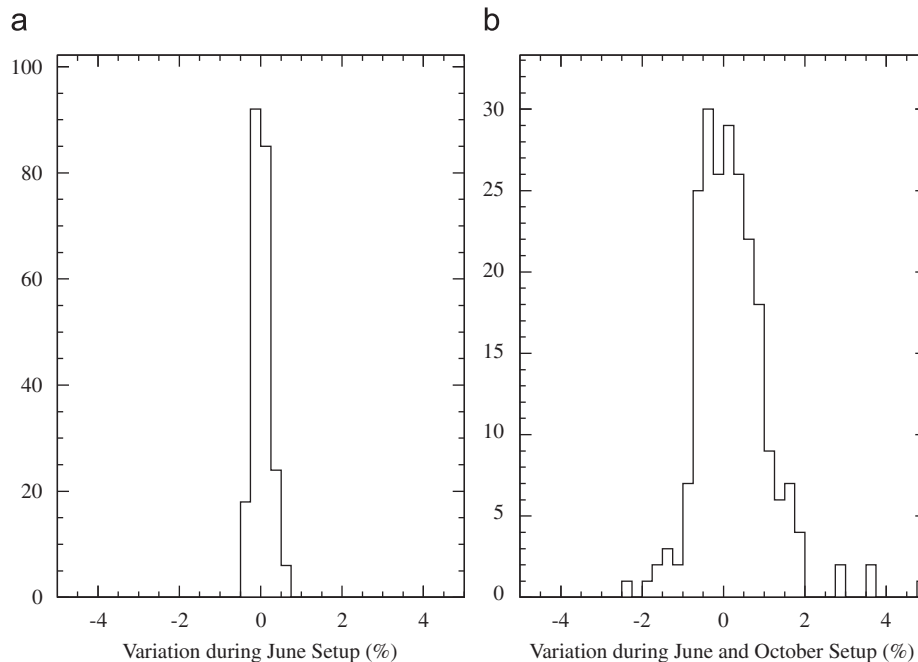 a
b
100
80
60
40
20
0
-4 -2 0 2 4
Variation during June Setup (%)
30
25
20
15
10
5
0
-4 -2 0 2 4
Variation during June and October Setup (%)